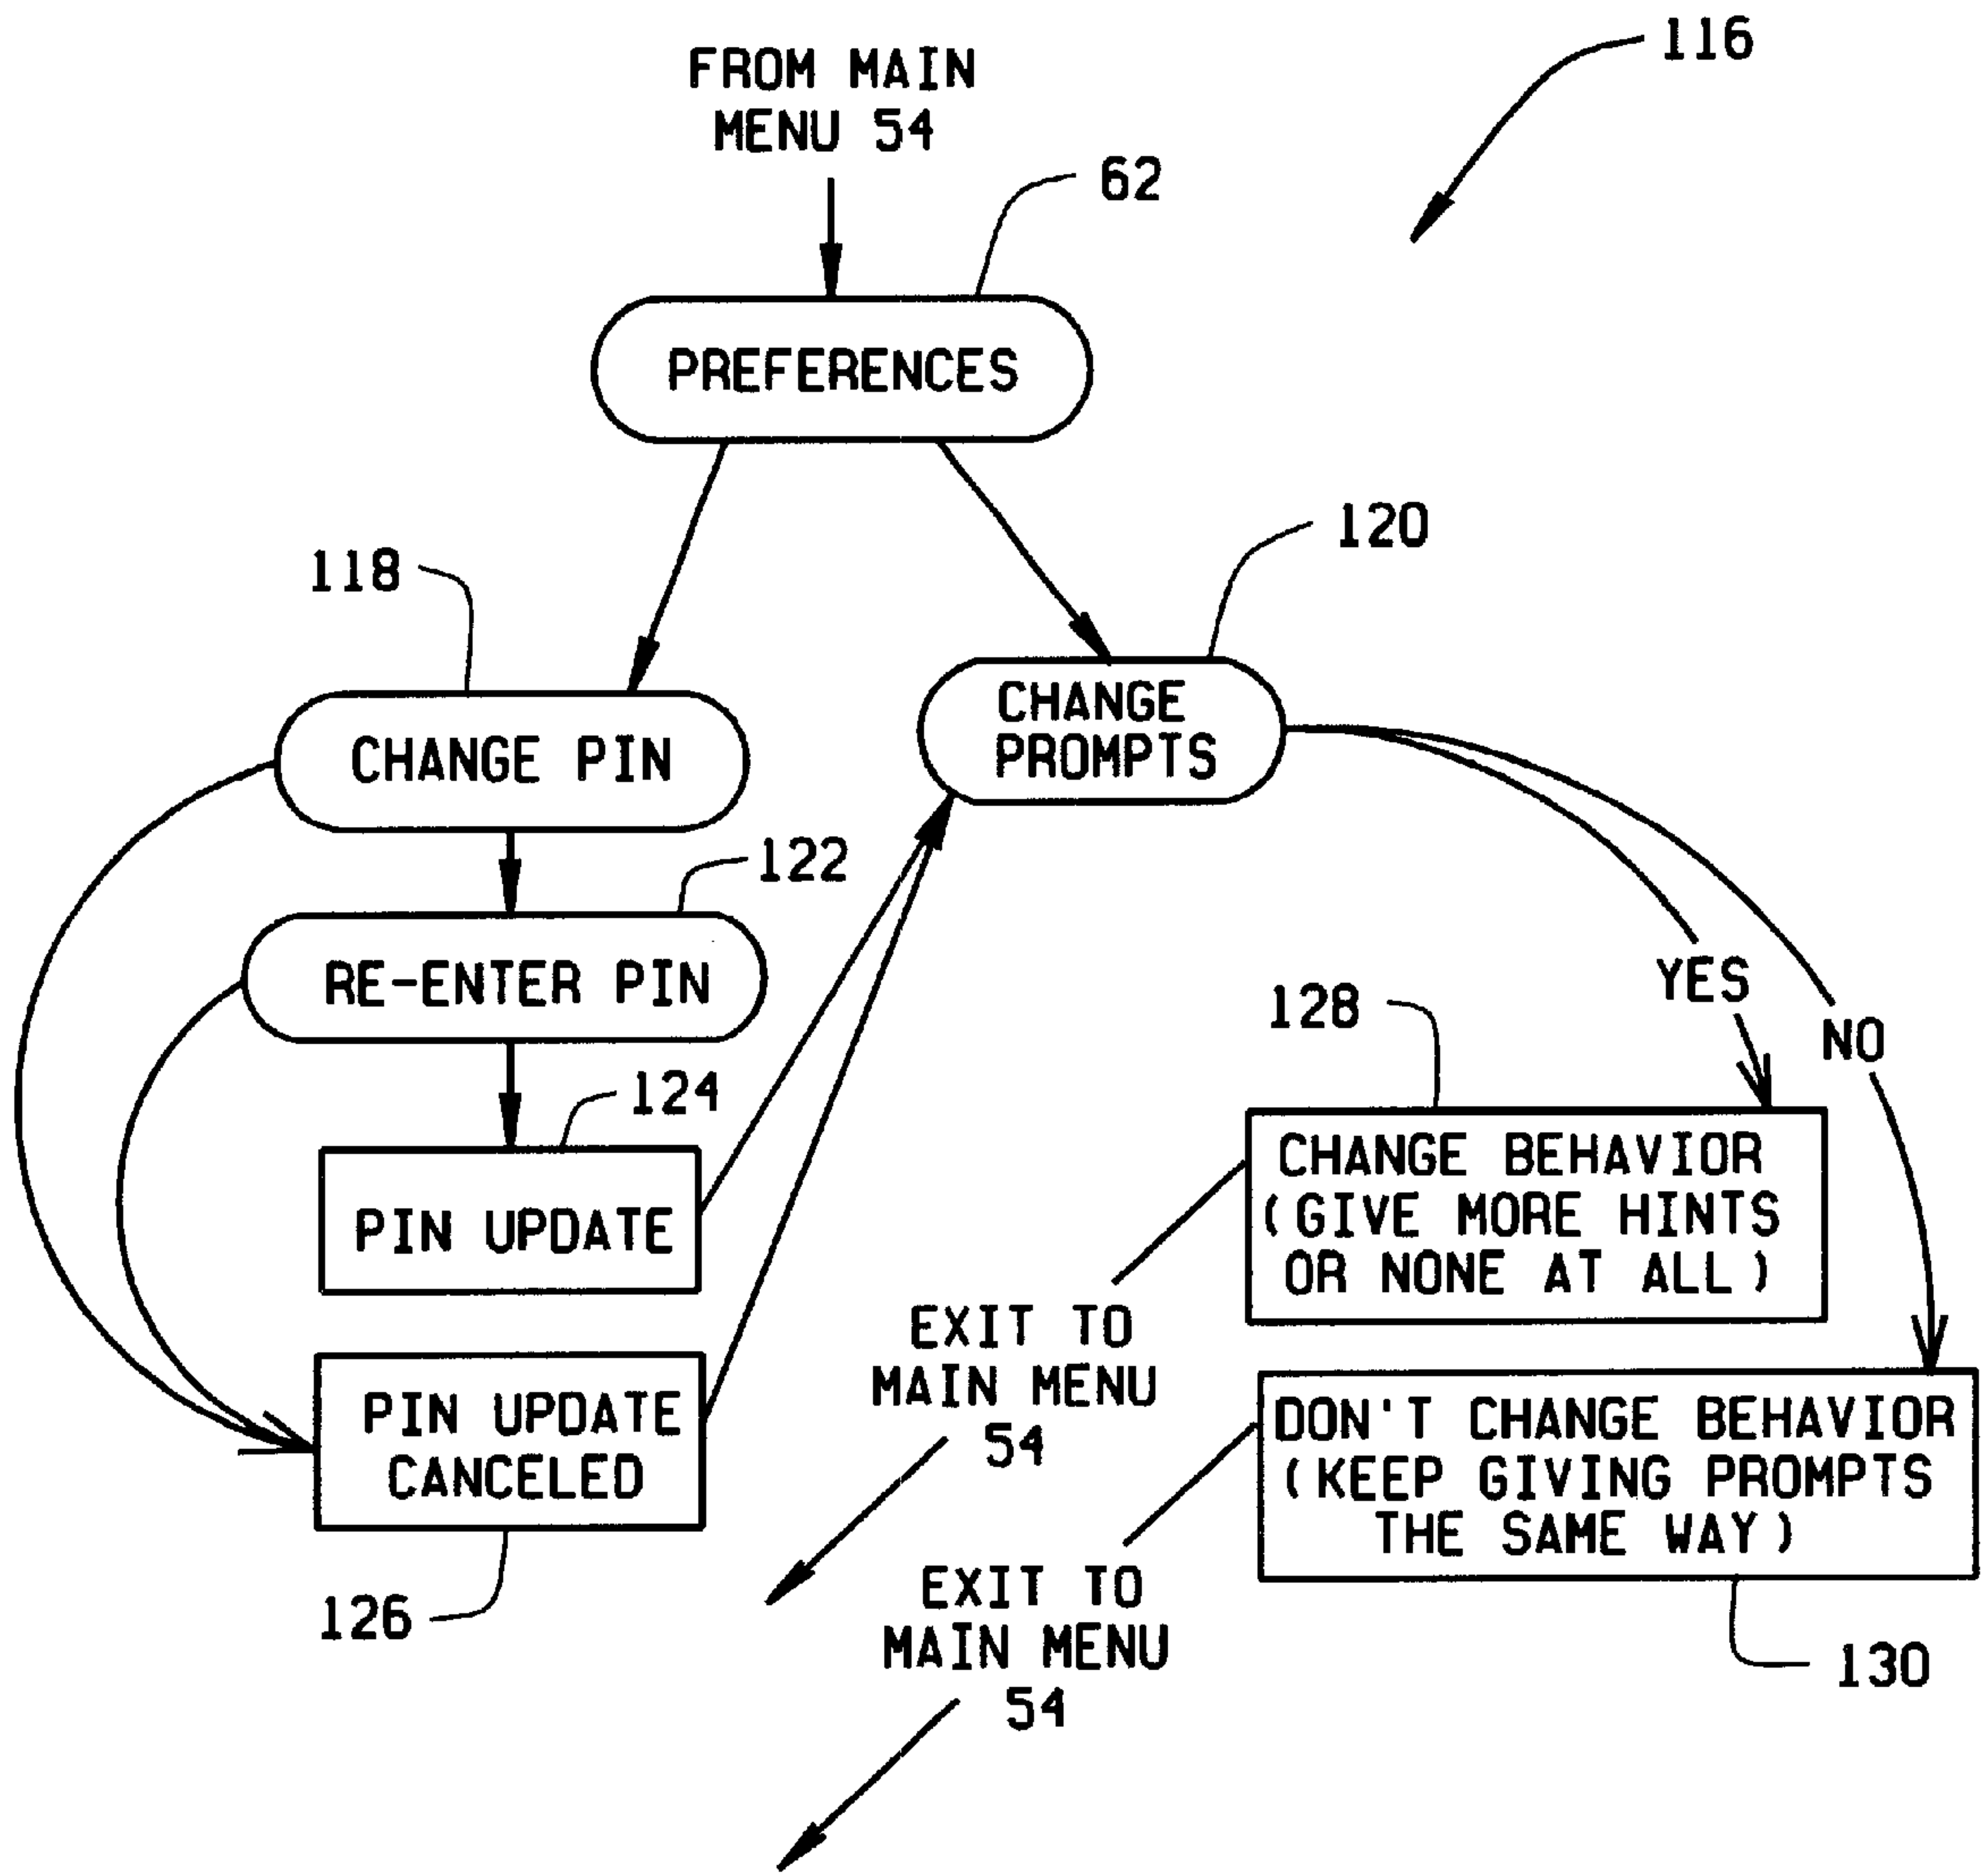 116
FROM MAIN
MENU 54
62
PREFERENCES
120
118
CHANGE
PROMPTS
CHANGE PIN
122
RE-ENTER PIN
YES
128
NO
124
CHANGE BEHAVIOR
(GIVE MORE HINTS
OR NONE AT ALL)
PIN UPDATE
EXIT TO
MAIN MENU
54
PIN UPDATE
CANCELED
DON'T CHANGE BEHAVIOR
(KEEP GIVING PROMPTS
THE SAME WAY)
126
EXIT TO
MAIN MENU
54
130